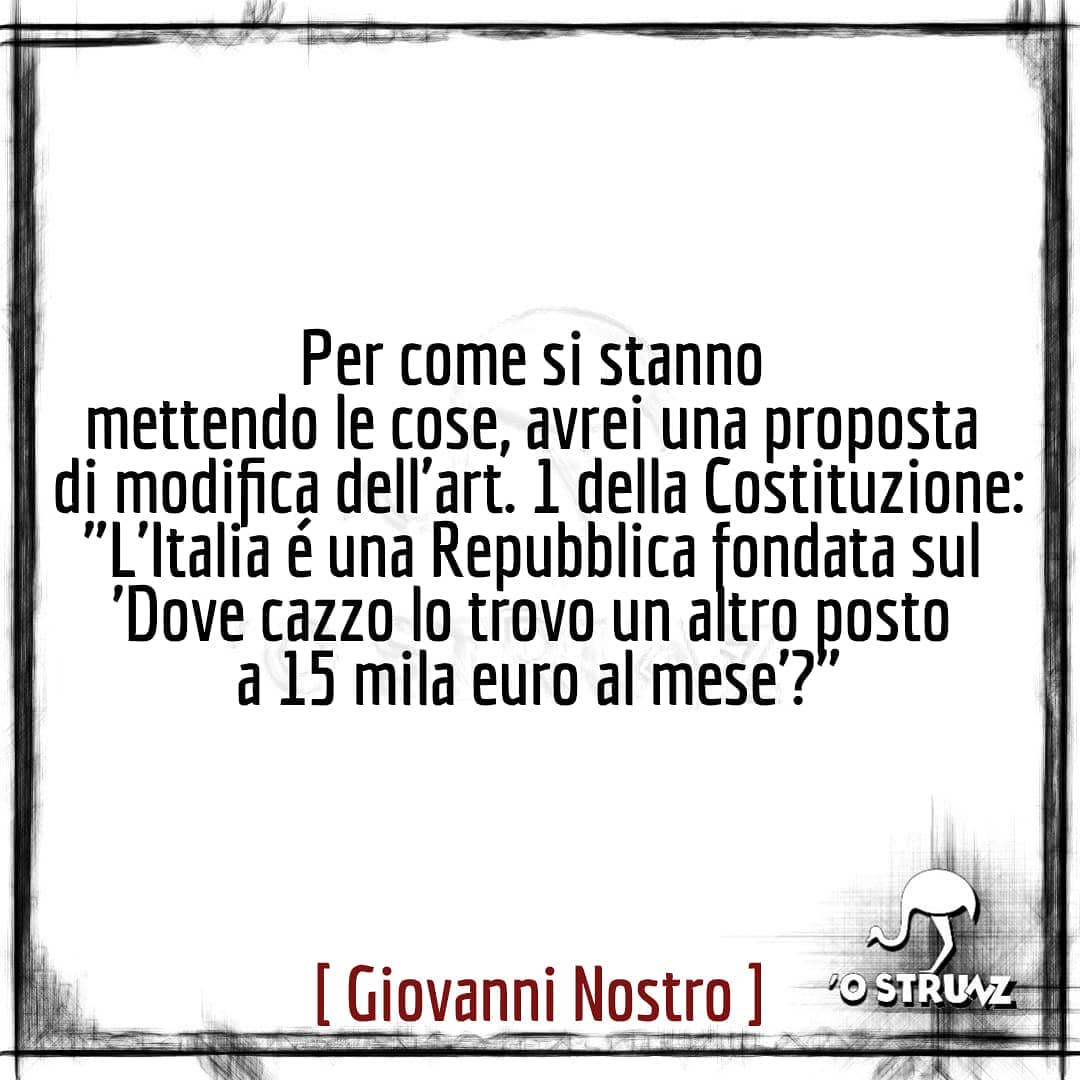 Per come si stanno
mettendo le cose, avrei una proposta
di modifica dell'art. 1 della Costituzione:
"L'Italia é una Repubblica fondata sul
'Dove cazzo lo trovo un altro posto
a 15 mila euro al mese'?"
[ Giovanni Nostro ]
'O STRUNZ